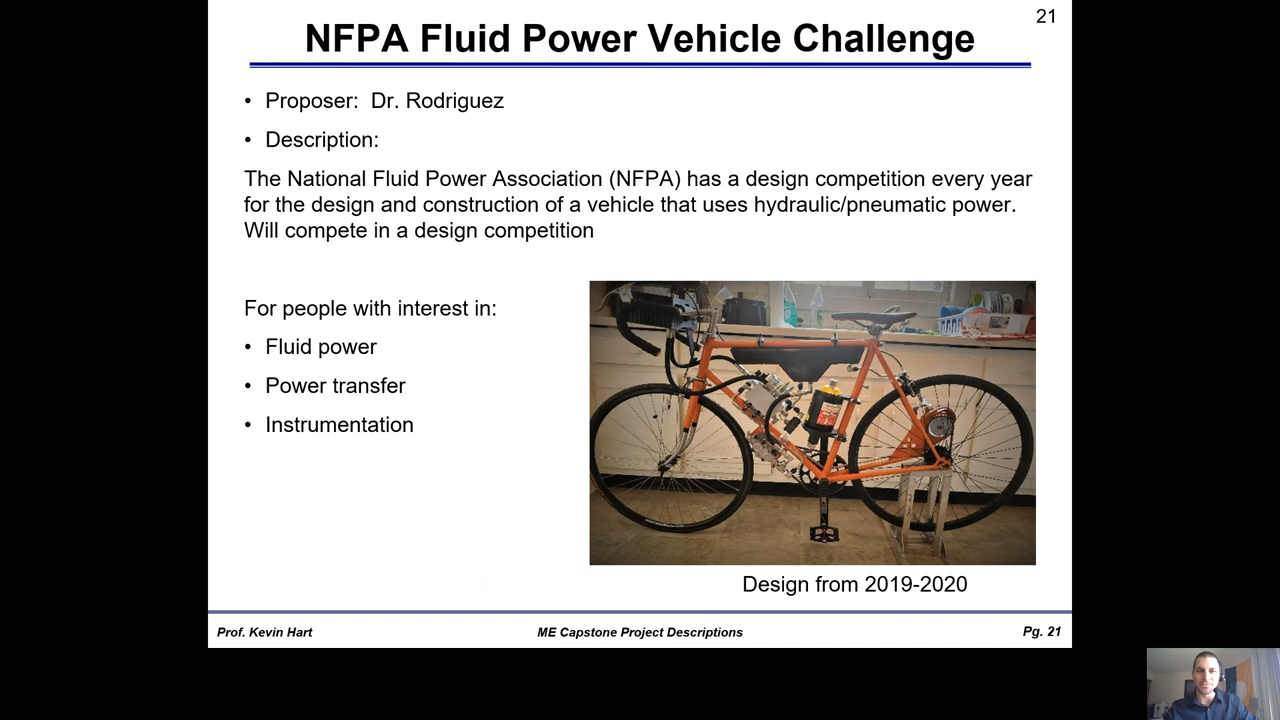 21
NFPA Fluid Power Vehicle Challenge
• Proposer: Dr. Rodriguez
• Description:
The National Fluid Power Association (NFPA) has a design competition every year
for the design and construction of a vehicle that uses hydraulic/pneumatic power.
Will compete in a design competition
For people with interest in:
• Fluid power
• Power transfer
• Instrumentation
Design from 2019-2020
Prof. Kevin Hart
ME Capstone Project Descriptions
Pg. 21